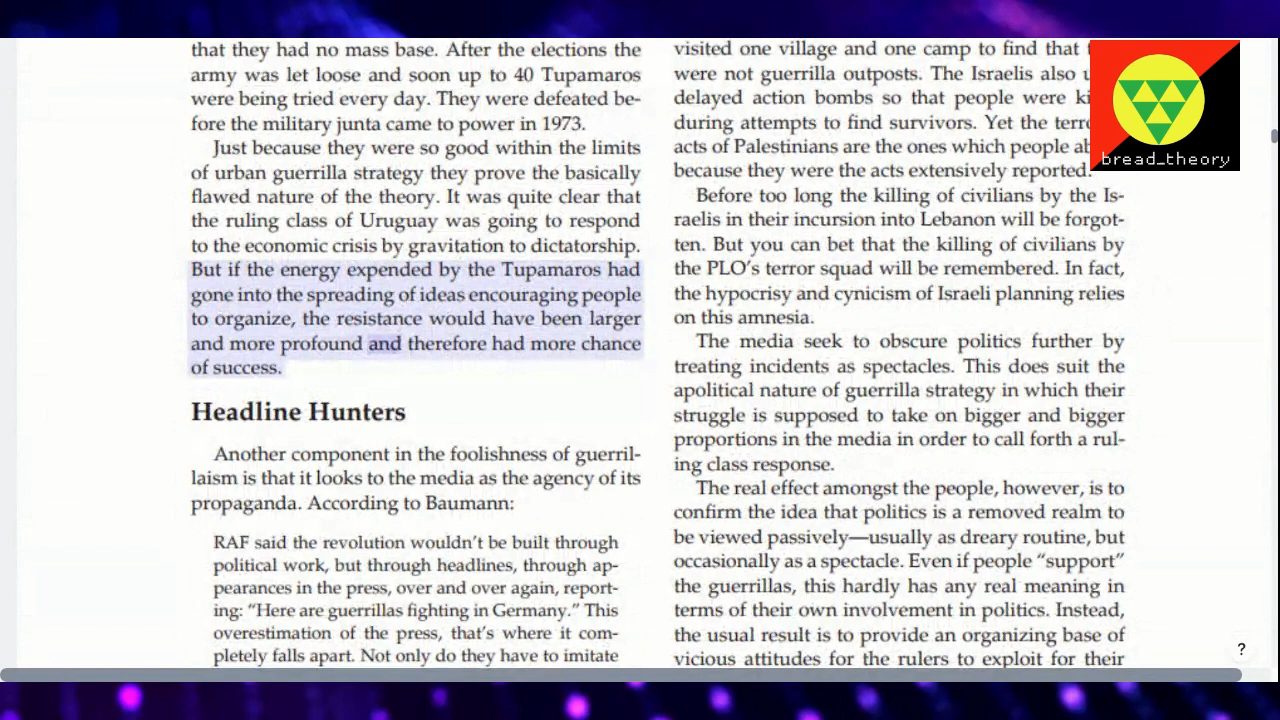 that they had no mass base. After the elections the
army was let loose and soon up to 40 Tupamaros
were being tried every day. They were defeated be-
fore the military junta came to power in 1973.
Just because they were so good within the limits
of urban guerrilla strategy they prove the basically
flawed nature of the theory. It was quite clear that
the ruling class of Uruguay was going to respond
to the economic crisis by gravitation to dictatorship.
But if the energy expended by the Tupamaros had
gone into the spreading of ideas encouraging people
to organize, the resistance would have been larger
and more profound and therefore had more chance
of success.
Headline Hunters
Another component in the foolishness of guerril-
laism is that it looks to the media as the agency of its
propaganda. According to Baumann:
RAF said the revolution wouldn't be built through
political work, but through headlines, through ap-
pearances in the press, over and over again, report-
ing: “Here are guerrillas fighting in Germany.” This
overestimation of the press, that's where it com-
pletely falls apart. Not only do they have to imitate
visited one village and one camp to find that
were not guerrilla outposts. The Israelis also
delayed action bombs so that people were
during attempts to find survivors. Yet the
acts of Palestinians are the ones which people
because they were the acts extensively reported.
Before too long the killing of civilians by the Is-
raelis in their incursion into Lebanon will be forgot-
ten. But you can bet that the killing of civilians by
the PLO's terror squad will be remembered. In fact,
the hypocrisy and cynicism of Israeli planning relies
on this amnesia.
The media seek to obscure politics further by
treating incidents as spectacles. This does suit the
apolitical nature of guerrilla strategy in which their
struggle is supposed to take on bigger and bigger
proportions in the media in order to call forth a rul-
ing class response.
The real effect amongst the people, however, is to
confirm the idea that politics is a removed realm to
be viewed passively—usually as dreary routine, but
occasionally as a spectacle. Even if people “support”
the guerrillas, this hardly has any real meaning in
terms of their own involvement in politics. Instead,
the usual result is to provide an organizing base of
vicious attitudes for the rulers to exploit for their
bread_theory
?